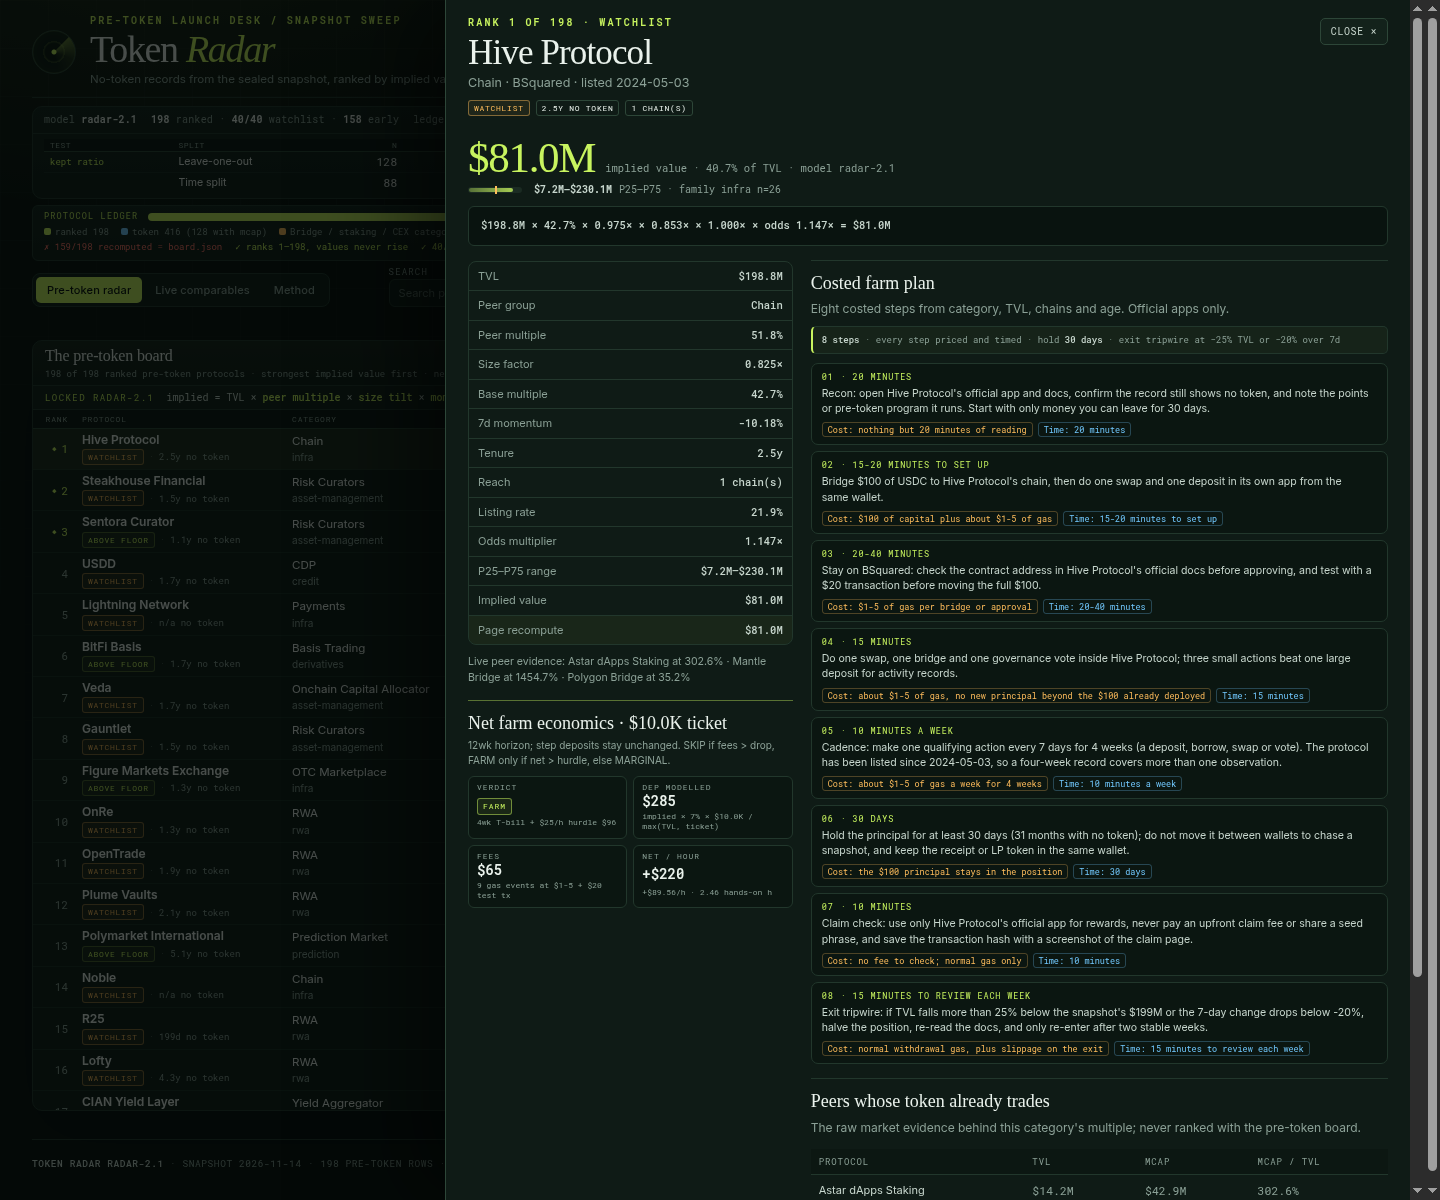 PRE-TOKEN LAUNCH DESK / SNAPSHOT SWEEP
Token Radar
No-token records from the sealed snapshot, ranked by implied va
model radar-2.1 198 ranked · 40/40 watchlist · 158 early ledge
TEST SPLIT N
kept ratio Leave-one-out 128
Time split 88
PROTOCOL LEDGER
ranked 198 token 416 (128 with mcap) Bridge / staking / CEX catego
✗ 159/198 recomputed = board.json ✓ ranks 1–198, values never rise ✓ 40
Pre-token radar Live comparables Method
SEARCH
Search p
The pre-token board
198 of 198 ranked pre-token protocols · strongest implied value first · ne
LOCKED RADAR-2.1 implied = TVL × peer multiple × size tilt × mom
RANK PROTOCOL CATEGORY
• 1 Hive Protocol Chain
WATCHLIST 2.5y no token infra
• 2 Steakhouse Financial Risk Curators
WATCHLIST 1.5y no token asset-management
• 3 Sentora Curator Risk Curators
ABOVE FLOOR 1.1y no token asset-management
4 USDD CDP
WATCHLIST 1.7y no token credit
5 Lightning Network Payments
WATCHLIST n/a no token infra
6 BitFi Basis Basis Trading
ABOVE FLOOR 1.7y no token derivatives
7 Veda Onchain Capital Allocator
WATCHLIST 1.7y no token asset-management
8 Gauntlet Risk Curators
WATCHLIST 1.5y no token asset-management
9 Figure Markets Exchange OTC Marketplace
ABOVE FLOOR 1.3y no token infra
10 OnRe RWA
WATCHLIST 1.3y no token rwa
11 OpenTrade RWA
WATCHLIST 1.9y no token rwa
12 Plume Vaults RWA
WATCHLIST 2.1y no token rwa
13 Polymarket International Prediction Market
ABOVE FLOOR 5.1y no token prediction
14 Noble Chain
WATCHLIST n/a no token infra
15 R25 RWA
WATCHLIST 199d no token rwa
16 Lofty RWA
WATCHLIST 4.3y no token rwa
CIAN Yield Layer Yield Aggregator
TOKEN RADAR RADAR-2.1 · SNAPSHOT 2026-11-14 · 198 PRE-TOKEN ROWS
RANK 1 OF 198 · WATCHLIST
CLOSE ×
Hive Protocol
Chain · BSquared · listed 2024-05-03
WATCHLIST 2.5Y NO TOKEN 1 CHAIN(S)
$81.0M implied value · 40.7% of TVL · model radar-2.1
$7.2M–$230.1M P25–P75 · family infra n=26
$198.8M × 42.7% × 0.975× × 0.853× × 1.000× × odds 1.147× = $81.0M
TVL $198.8M
Peer group Chain
Peer multiple 51.8%
Size factor 0.825×
Base multiple 42.7%
7d momentum -10.18%
Tenure 2.5y
Reach 1 chain(s)
Listing rate 21.9%
Odds multiplier 1.147×
P25–P75 range $7.2M–$230.1M
Implied value $81.0M
Page recompute $81.0M
Live peer evidence: Astar dApps Staking at 302.6% · Mantle
Bridge at 1454.7% · Polygon Bridge at 35.2%
Net farm economics · $10.0K ticket
12wk horizon; step deposits stay unchanged. SKIP if fees > drop,
FARM only if net > hurdle, else MARGINAL.
VERDICT
FARM
4wk T-bill + $25/h hurdle $96
DEP MODELLED
$285
implied × 7% × $10.0K /
max(TVL, ticket)
FEES
$65
9 gas events at $1-5 + $20
test tx
NET / HOUR
+$220
+$89.56/h · 2.46 hands-on h
Costed farm plan
Eight costed steps from category, TVL, chains and age. Official apps only.
8 steps · every step priced and timed · hold 30 days · exit tripwire at -25% TVL or -20% over 7d
01 · 20 MINUTES
Recon: open Hive Protocol's official app and docs, confirm the record still shows no token, and note the points
or pre-token program it runs. Start with only money you can leave for 30 days.
Cost: nothing but 20 minutes of reading Time: 20 minutes
02 · 15-20 MINUTES TO SET UP
Bridge $100 of USDC to Hive Protocol's chain, then do one swap and one deposit in its own app from the
same wallet.
Cost: $100 of capital plus about $1-5 of gas Time: 15-20 minutes to set up
03 · 20-40 MINUTES
Stay on BSquared: check the contract address in Hive Protocol's official docs before approving, and test with a
$20 transaction before moving the full $100.
Cost: $1-5 of gas per bridge or approval Time: 20-40 minutes
04 · 15 MINUTES
Do one swap, one bridge and one governance vote inside Hive Protocol; three small actions beat one large
deposit for activity records.
Cost: about $1-5 of gas, no new principal beyond the $100 already deployed Time: 15 minutes
05 · 10 MINUTES A WEEK
Cadence: make one qualifying action every 7 days for 4 weeks (a deposit, borrow, swap or vote). The protocol
has been listed since 2024-05-03, so a four-week record covers more than one observation.
Cost: about $1-5 of gas a week for 4 weeks Time: 10 minutes a week
06 · 30 DAYS
Hold the principal for at least 30 days (31 months with no token); do not move it between wallets to chase a
snapshot, and keep the receipt or LP token in the same wallet.
Cost: the $100 principal stays in the position Time: 30 days
07 · 10 MINUTES
Claim check: use only Hive Protocol's official app for rewards, never pay an upfront claim fee or share a seed
phrase, and save the transaction hash with a screenshot of the claim page.
Cost: no fee to check; normal gas only Time: 10 minutes
08 · 15 MINUTES TO REVIEW EACH WEEK
Exit tripwire: if TVL falls more than 25% below the snapshot's $199M or the 7-day change drops below -20%,
halve the position, re-read the docs, and only re-enter after two stable weeks.
Cost: normal withdrawal gas, plus slippage on the exit Time: 15 minutes to review each week
Peers whose token already trades
The raw market evidence behind this category's multiple; never ranked with the pre-token board.
PROTOCOL TVL MCAP MCAP / TVL
Astar dApps Staking $14.2M $42.9M 302.6%